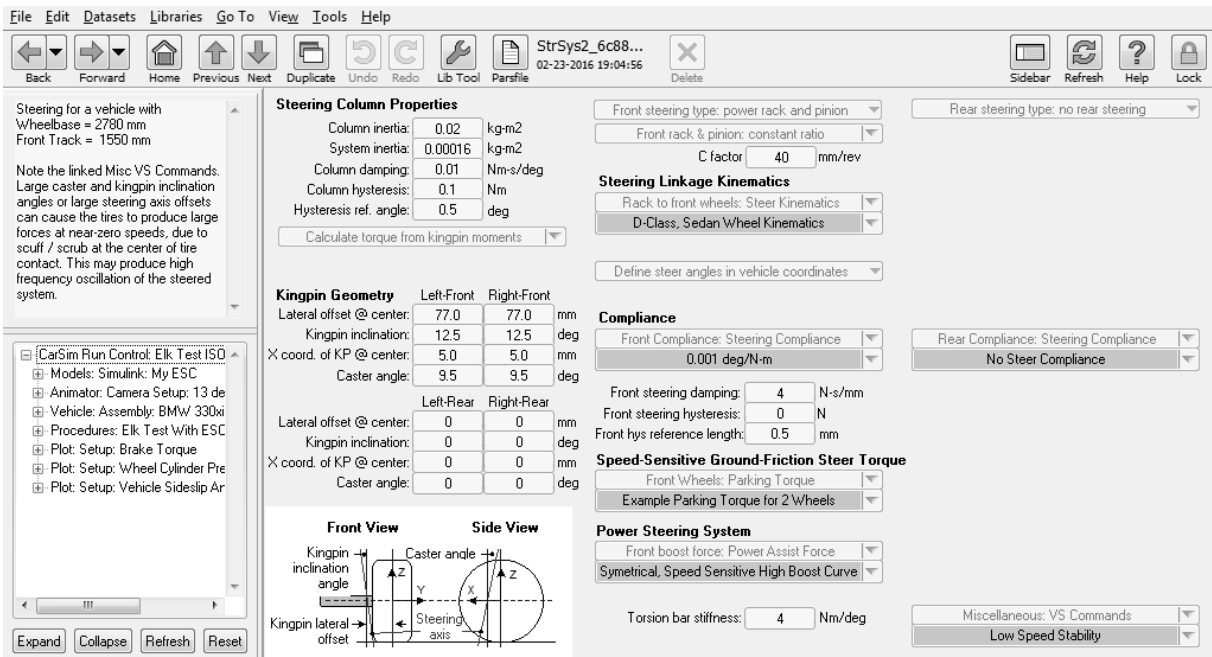 File Edit Datasets Libraries Go To View Tools Help
StrSys2_6c88...
02-23-2016 19:04:56
Back Forward Home Previous Next Duplicate Undo Redo Lib Tool Parsfile Delete Sidebar Refresh Help Lock
Steering for a vehicle with
Wheelbase = 2780 mm
Front Track = 1550 mm
Note the linked Misc VS Commands.
Large caster and kingpin inclination
angles or large steering axis offsets
can cause the tires to produce large
forces at near-zero speeds, due to
scuff / scrub at the center of tire
contact. This may produce high
frequency oscillation of the steered
system.
CarSim Run Control: Elk Test ISO
Models: Simulink: My ESC
Animator: Camera Setup: 13 de
Vehicle: Assembly: BMW 330xi
Procedures: Elk Test With ESC
Plot: Setup: Brake Torque
Plot: Setup: Wheel Cylinder Pre
Plot: Setup: Vehicle Sideslip Ar
Expand Collapse Refresh Reset
Steering Column Properties
Column inertia: 0.02 kg-m2
System inertia: 0.00016 kg-m2
Column damping: 0.01 Nm-s/deg
Column hysteresis: 0.1 Nm
Hysteresis ref. angle: 0.5 deg
Calculate torque from kingpin moments
Kingpin Geometry Left-Front Right-Front
Lateral offset @ center: 77.0 77.0 mm
Kingpin inclination: 12.5 12.5 deg
X coord. of KP @ center: 5.0 5.0 mm
Caster angle: 9.5 9.5 deg
Left-Rear Right-Rear
Lateral offset @ center: 0 0 mm
Kingpin inclination: 0 0 deg
X coord. of KP @ center: 0 0 mm
Caster angle: 0 0 deg
Front View Side View
Kingpin
inclination
angle
Caster angle
Z Y X Z
Kingpin lateral
offset
Steering
axis
Front steering type: power rack and pinion
Front rack & pinion: constant ratio
C factor 40 mm/rev
Steering Linkage Kinematics
Rack to front wheels: Steer Kinematics
D-Class, Sedan Wheel Kinematics
Define steer angles in vehicle coordinates
Compliance
Front Compliance: Steering Compliance
0.001 deg/N-m
Front steering damping: 4 N-s/mm
Front steering hysteresis: 0 N
Front hys reference length: 0.5 mm
Speed-Sensitive Ground-Friction Steer Torque
Front Wheels: Parking Torque
Example Parking Torque for 2 Wheels
Power Steering System
Front boost force: Power Assist Force
Symetrical, Speed Sensitive High Boost Curve
Torsion bar stiffness: 4 Nm/deg
Rear steering type: no rear steering
Rear Compliance: Steering Compliance
No Steer Compliance
Miscellaneous: VS Commands
Low Speed Stability